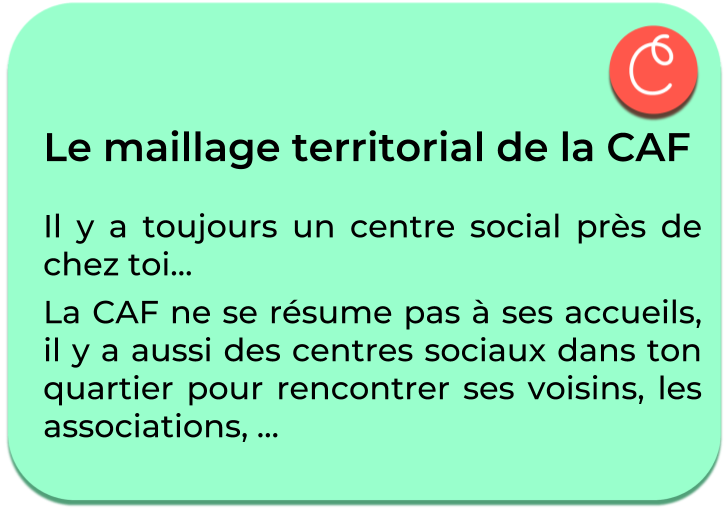 C
Le maillage territorial de la CAF
Il y a toujours un centre social près de
chez toi...
La CAF ne se résume pas à ses accueils,
il y a aussi des centres sociaux dans ton
quartier pour rencontrer ses voisins, les
associations, ...